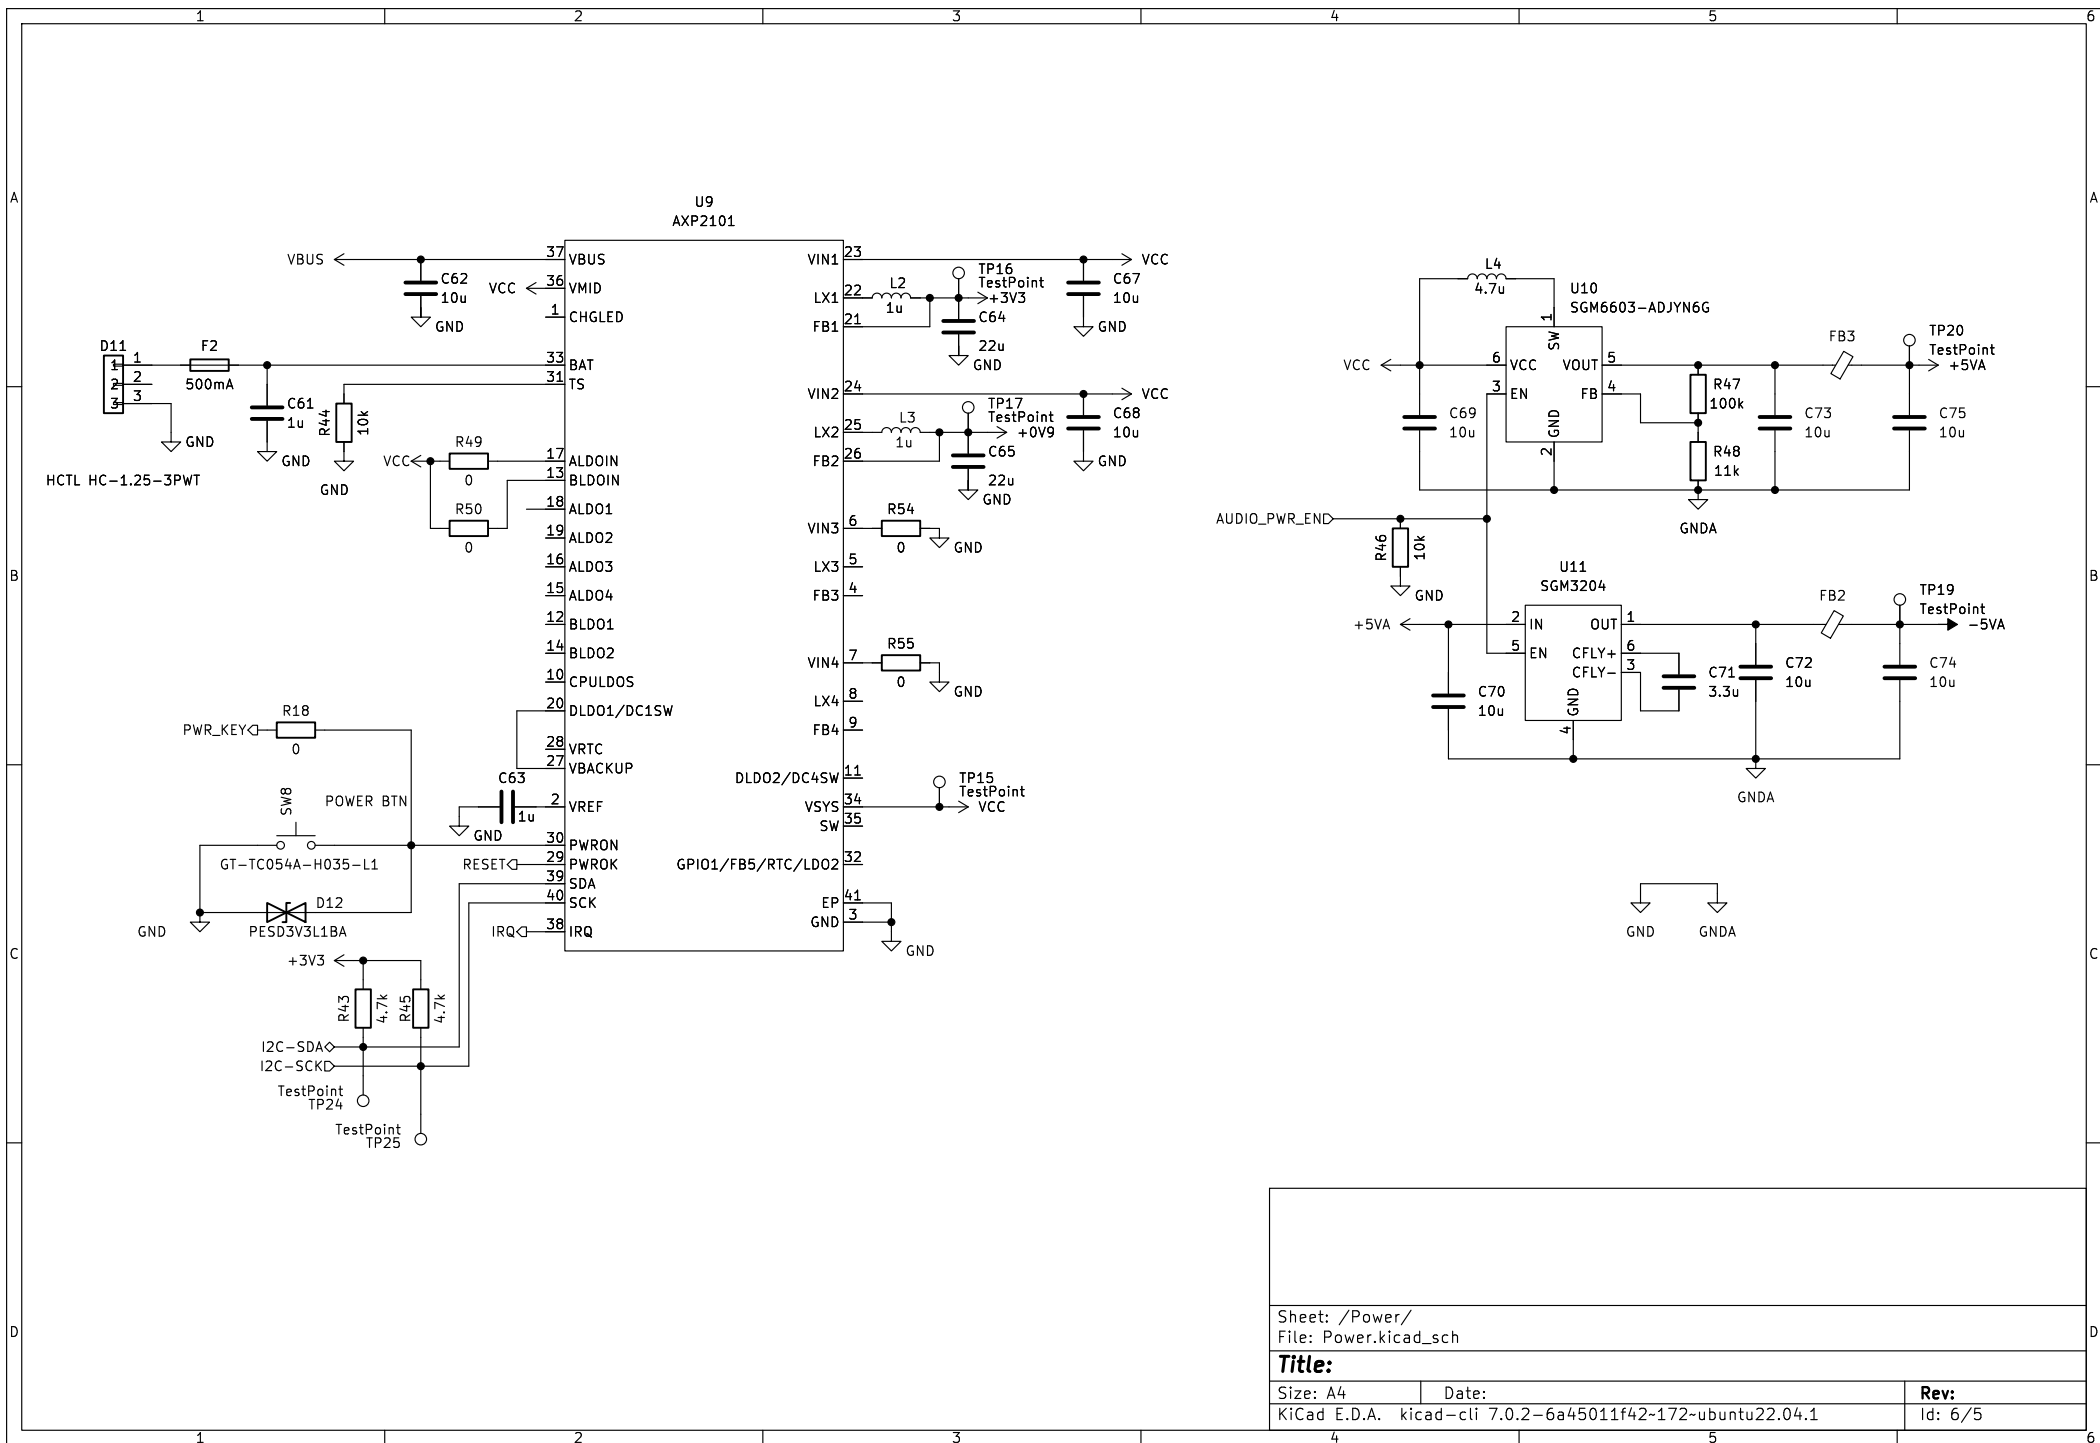 1 2 3 4 5 6
A A
B B
C C
D D
U9
AXP2101
VBUS
C62
10u
GND
VCC
37 VBUS
36 VMID
1 CHGLED
33 BAT
31 TS
17 ALDOIN
13 BLDOIN
18 ALDO1
19 ALDO2
16 ALDO3
15 ALDO4
12 BLDO1
14 BLDO2
10 CPULDOS
20 DLDO1/DC1SW
28 VRTC
27 VBACKUP
2 VREF
30 PWRON
29 PWROK
39 SDA
40 SCK
38 IRQ
VIN1 23
LX1 22
FB1 21
VIN2 24
LX2 25
FB2 26
VIN3 6
LX3 5
FB3 4
VIN4 7
LX4 8
FB4 9
DLDO2/DC4SW 11
VSYS 34
SW 35
GPIO1/FB5/RTC/LDO2 32
EP 41
GND 3
D11
1 1
2 2
3 3
F2
500mA
GND
HCTL HC-1.25-3PWT
C61
1u
GND
R44
10k
GND
VCC
R49
0
R50
0
PWR_KEY
R18
0
SW8
POWER BTN
GT-TC054A-H035-L1
D12
PESD3V3L1BA
GND
C63
1u
GND
RESET
IRQ
+3V3
R43
4.7k
R45
4.7k
I2C-SDA
I2C-SCK
TestPoint
TP24
TestPoint
TP25
L2
1u
TP16
TestPoint
+3V3
C64
22u
GND
VCC
C67
10u
GND
L3
1u
TP17
TestPoint
+0V9
C65
22u
GND
VCC
C68
10u
GND
R54
0
GND
R55
0
GND
TP15
TestPoint
VCC
GND
L4
4.7u
U10
SGM6603-ADJYN6G
1 SW
6 VCC
3 EN
2 GND
VOUT 5
FB 4
VCC
C69
10u
R47
100k
R48
11k
C73
10u
FB3
TP20
TestPoint
+5VA
C75
10u
GNDA
AUDIO_PWR_EN
R46
10k
GND
U11
SGM3204
2 IN
5 EN
4 GND
OUT 1
CFLY+ 6
CFLY- 3
+5VA
C70
10u
C71
3.3u
C72
10u
FB2
TP19
TestPoint
-5VA
C74
10u
GNDA
GND GNDA
Sheet: /Power/
File: Power.kicad_sch
Title:
Size: A4 Date: Rev:
KiCad E.D.A. kicad-cli 7.0.2-6a45011f42~172~ubuntu22.04.1 Id: 6/5
1 2 3 4 5 6